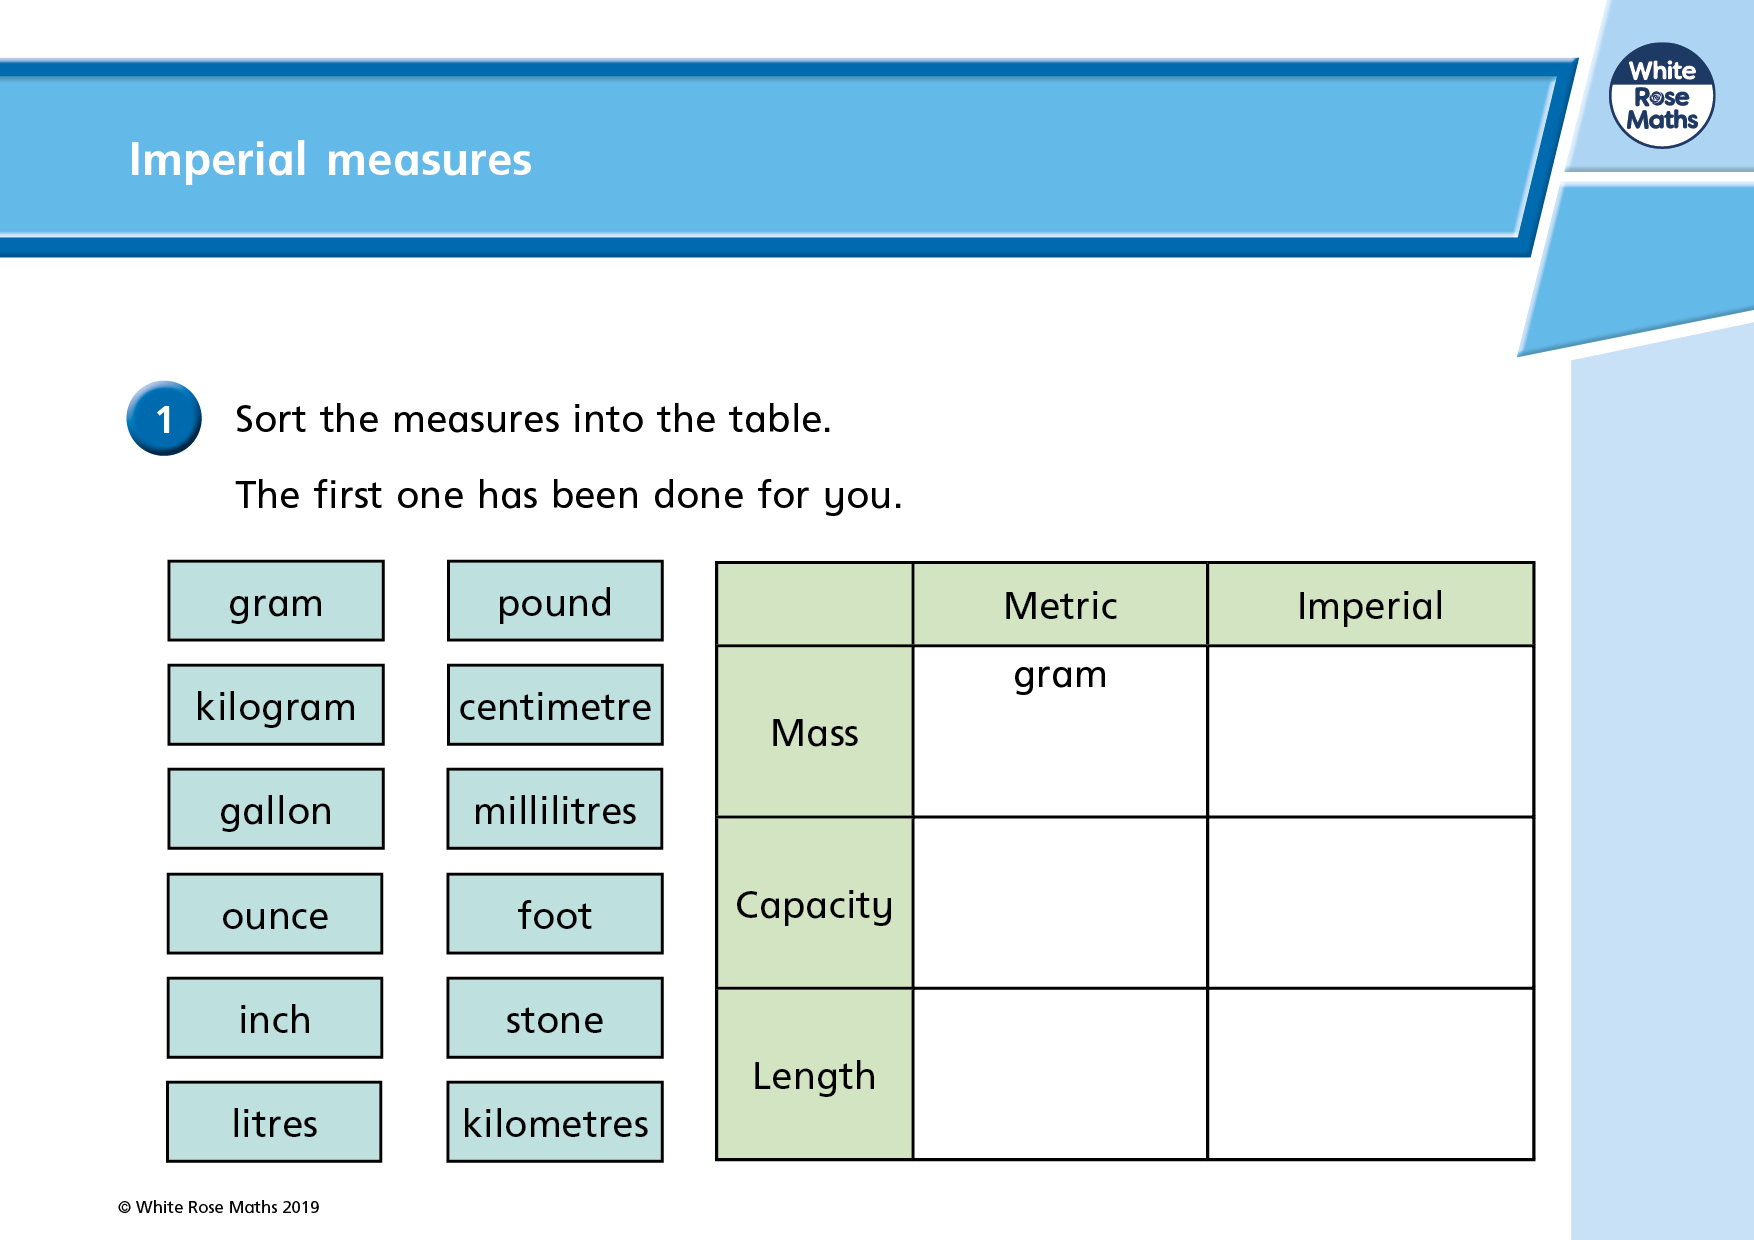 Imperial measures
White
Rose
Maths
1 Sort the measures into the table.
The first one has been done for you.
gram pound
kilogram centimetre
gallon millilitres
ounce foot
inch stone
litres kilometres
Metric Imperial
gram
Mass
Capacity
Length
© White Rose Maths 2019